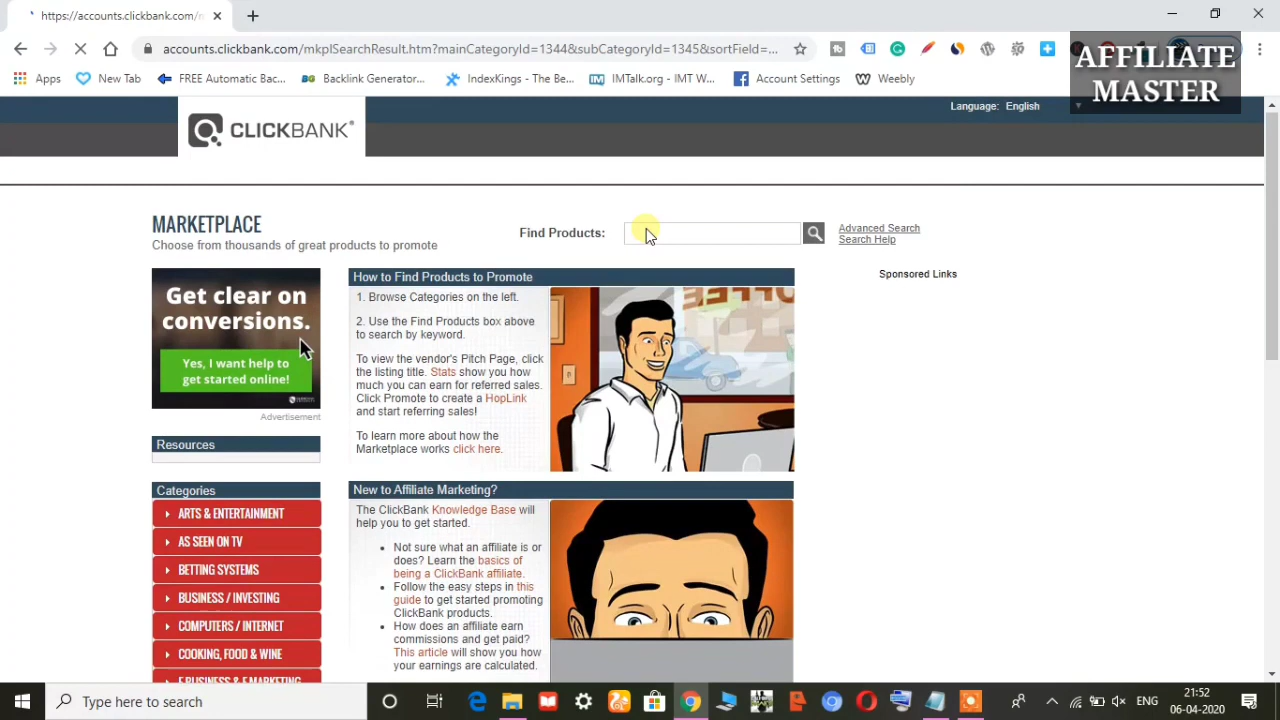 https://accounts.clickbank.com/n
accounts.clickbank.com/mkplSearchResult.htm?mainCategoryId=1344&subCategoryId=1345&sortField=...
AFFILIATE
MASTER
Apps
New Tab
FREE Automatic Bac...
Backlink Generator...
IndexKings - The Be...
IMTalk.org - IMT W...
Account Settings
Weebly
Language: English
CLICKBANK®
MARKETPLACE
Choose from thousands of great products to promote
Find Products:
Advanced Search
Search Help
Get clear on
conversions.
Yes, I want help to
get started online!
Advertisement
Resources
Categories
ARTS & ENTERTAINMENT
AS SEEN ON TV
BETTING SYSTEMS
BUSINESS / INVESTING
COMPUTERS / INTERNET
COOKING, FOOD & WINE
E BUSINESS & E MARKETING
How to Find Products to Promote
1. Browse Categories on the left.
2. Use the Find Products box above
to search by keyword.
To view the vendor's Pitch Page, click
the listing title. Stats show you how
much you can earn for referred sales.
Click Promote to create a HopLink
and start referring sales!
To learn more about how the
Marketplace works click here.
New to Affiliate Marketing?
The ClickBank Knowledge Base will
help you to get started.
Not sure what an affiliate is or
does? Learn the basics of
being a ClickBank affiliate.
Follow the easy steps in this
guide to get started promoting
ClickBank products.
How does an affiliate earn
commissions and get paid?
This article will show you how
your earnings are calculated.
Sponsored Links
Type here to search
ENG
21:52
06-04-2020